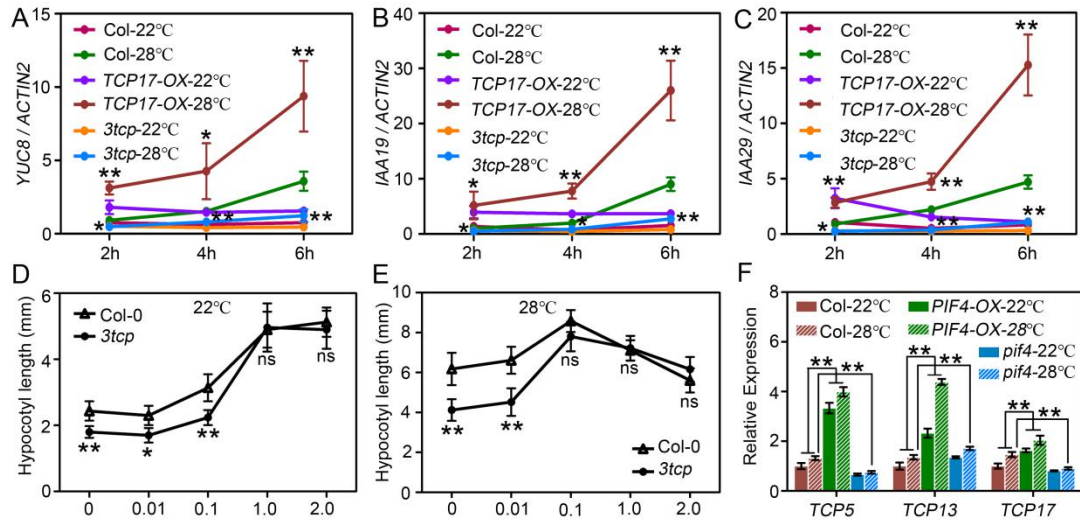 A
YUC8 / ACTIN2
15
10
5
0
Col-22℃
Col-28℃
TCP17-OX-22℃
TCP17-OX-28℃
3tcp-22℃
3tcp-28℃
**
*
**
*
**
**
2h
4h
6h
B
IAA19 / ACTIN2
40
30
20
10
0
Col-22℃
Col-28℃
TCP17-OX-22℃
TCP17-OX-28℃
3tcp-22℃
3tcp-28℃
**
*
**
*
*
**
2h
4h
6h
C
IAA29 / ACTIN2
20
15
10
5
0
Col-22℃
Col-28℃
TCP17-OX-22℃
TCP17-OX-28℃
3tcp-22℃
3tcp-28℃
**
**
**
*
**
**
2h
4h
6h
D
Hypocotyl length (mm)
6
4
2
0
Col-0
3tcp
22℃
**
*
**
ns
ns
0
0.01
0.1
1.0
2.0
E
Hypocotyl length (mm)
10
8
6
4
2
0
28℃
**
**
ns
ns
ns
Col-0
3tcp
0
0.01
0.1
1.0
2.0
F
Relative Expression
8
6
4
2
0
Col-22℃
Col-28℃
PIF4-OX-22℃
PIF4-OX-28℃
pif4-22℃
pif4-28℃
**
**
**
**
**
**
TCP5
TCP13
TCP17